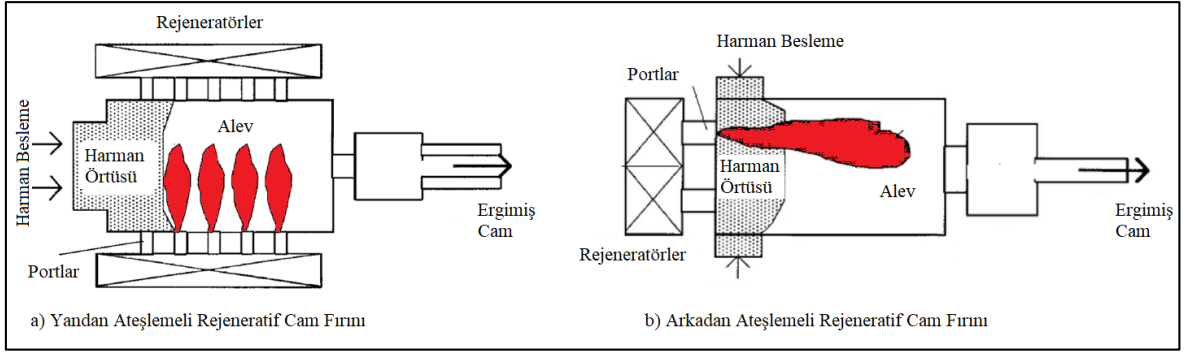 Rejeneratörler
Harman Besleme
Harman
Örtüsü
Alev
Portlar
Ergimiş
Cam
a) Yandan Ateşlemeli Rejeneratif Cam Fırını
Harman Besleme
Portlar
Harman
Örtüsü
Alev
Rejeneratörler
Ergimiş
Cam
b) Arkadan Ateşlemeli Rejeneratif Cam Fırını